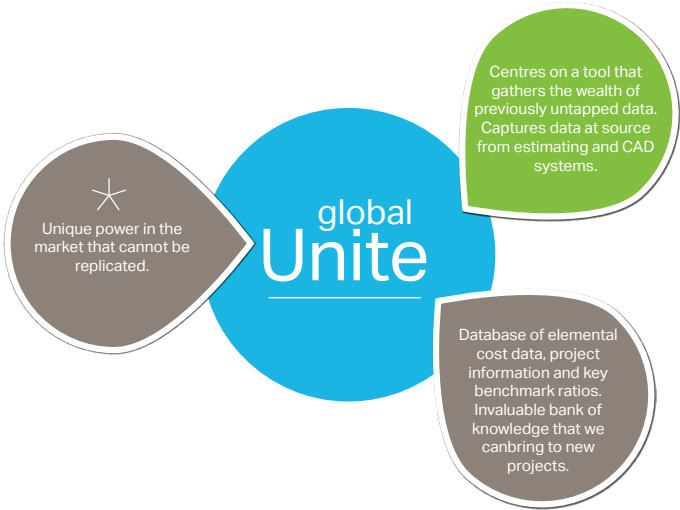 Centres on a tool that
gathers the wealth of
previously untapped data.
Captures data at source
from estimating and CAD
systems.
Unique power in the
market that cannot be
replicated.
global
Unite
Database of elemental
cost data, project
information and key
benchmark ratios.
Invaluable bank of
knowledge that we
canbring to new
projects.